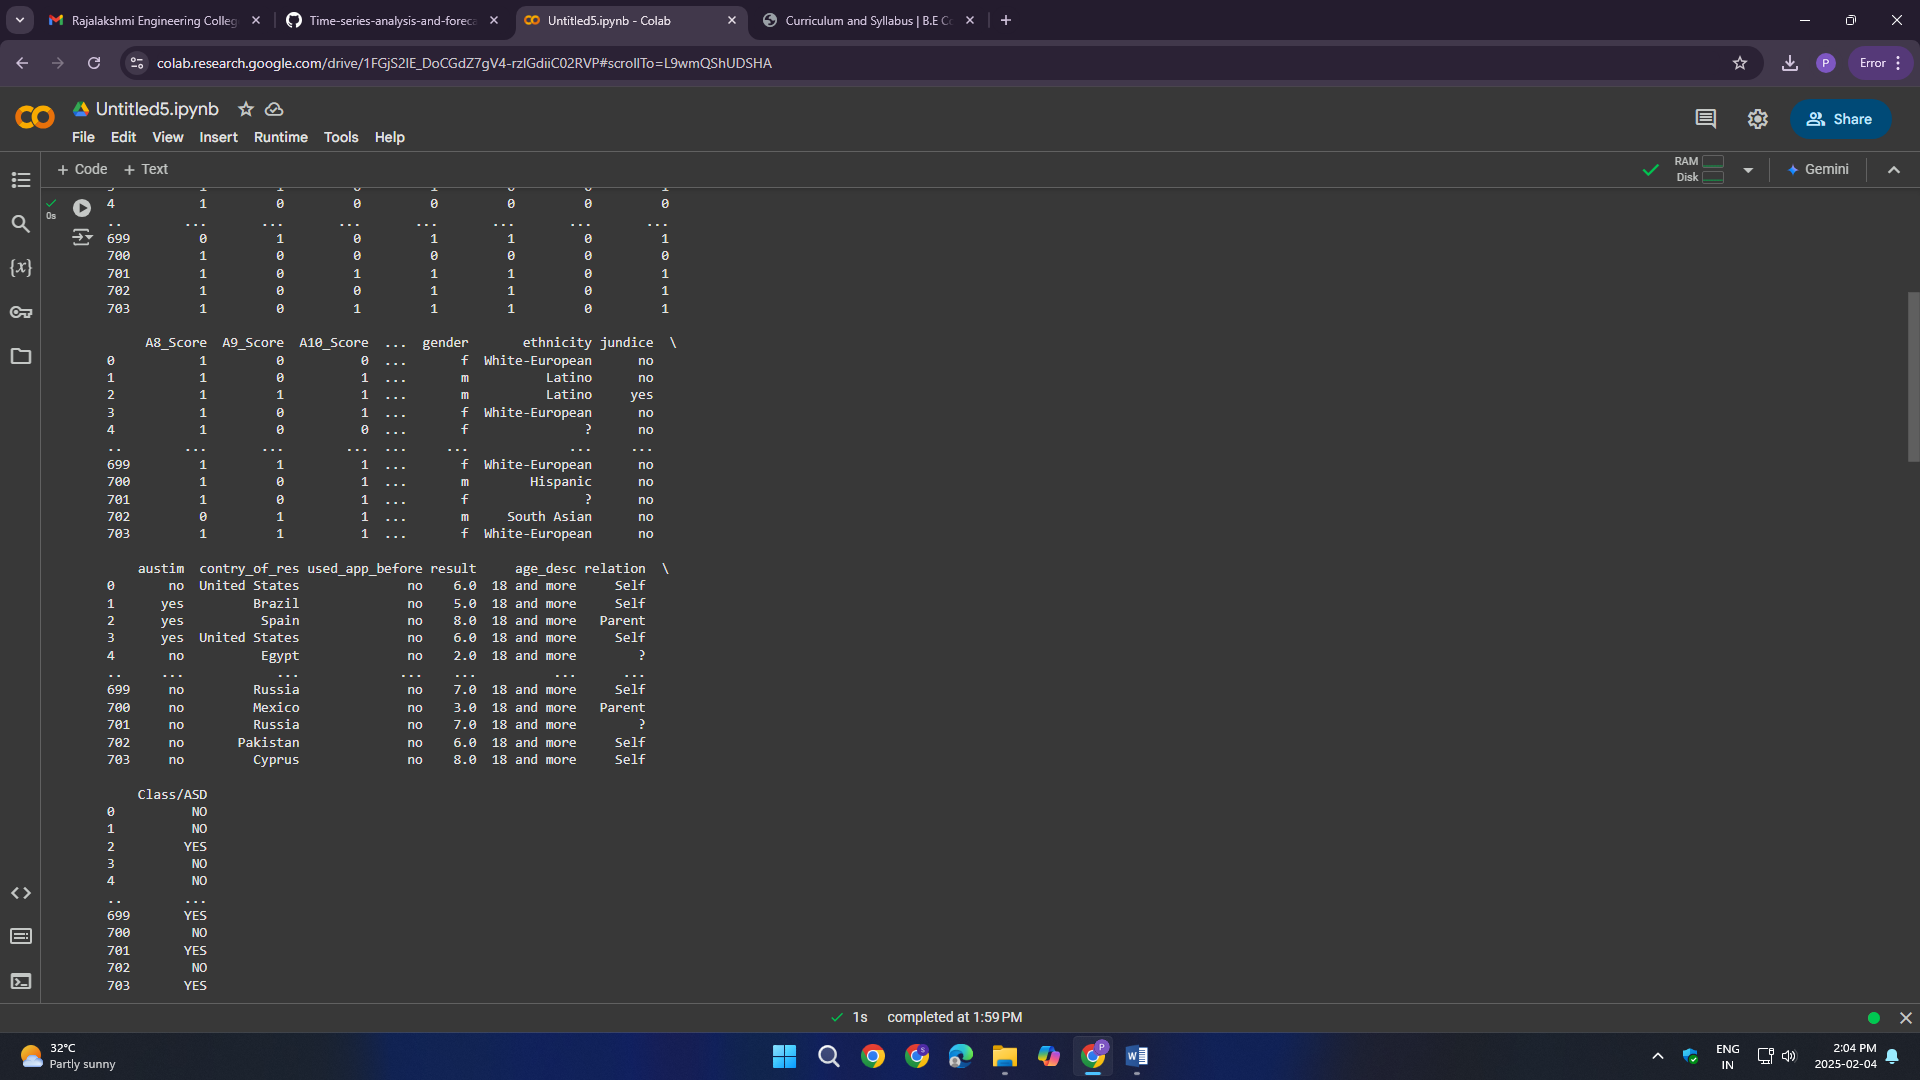 Rajalakshmi Engineering Colleg
Time-series-analysis-and-foreca
Untitled5.ipynb - Colab
Curriculum and Syllabus | B.E Co
colab.research.google.com/drive/1FGjS2IE_DoCGdZ7gV4-rzlGdiiC02RVP#scrollTo=L9wmQShUDSHA
P
Error
Untitled5.ipynb
File Edit View Insert Runtime Tools Help
Share
+ Code + Text
RAM
Disk
Gemini
0s
4 1 0 0 0 0 0 0
.. ... ... ... ... ... ... ...
699 0 1 0 1 1 0 1
700 1 0 0 0 0 0 0
701 1 0 1 1 1 0 1
702 1 0 0 1 1 0 1
703 1 0 1 1 1 0 1
A8_Score A9_Score A10_Score ... gender ethnicity jundice \
0 1 0 0 ... f White-European no
1 1 0 1 ... m Latino no
2 1 1 1 ... m Latino yes
3 1 0 1 ... f White-European no
4 1 0 0 ... f ? no
.. ... ... ... ... ... ... ...
699 1 1 1 ... f White-European no
700 1 0 1 ... m Hispanic no
701 1 0 1 ... f ? no
702 0 1 1 ... m South Asian no
703 1 1 1 ... f White-European no
austim contry_of_res used_app_before result age_desc relation \
0 no United States no 6.0 18 and more Self
1 yes Brazil no 5.0 18 and more Self
2 yes Spain no 8.0 18 and more Parent
3 yes United States no 6.0 18 and more Self
4 no Egypt no 2.0 18 and more ?
.. ... ... ... ... ... ...
699 no Russia no 7.0 18 and more Self
700 no Mexico no 3.0 18 and more Parent
701 no Russia no 7.0 18 and more ?
702 no Pakistan no 6.0 18 and more Self
703 no Cyprus no 8.0 18 and more Self
Class/ASD
0 NO
1 NO
2 YES
3 NO
4 NO
.. ...
699 YES
700 NO
701 YES
702 NO
703 YES
1s completed at 1:59 PM
32°C
Partly sunny
ENG
IN
2:04 PM
2025-02-04